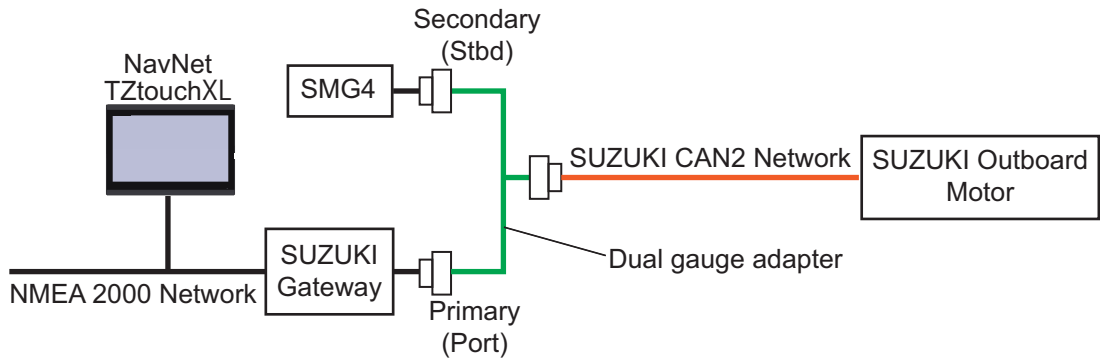 Secondary
(Stbd)
NavNet
TZtouchXL
SMG4
SUZUKI CAN2 Network
SUZUKI Outboard
Motor
SUZUKI
Gateway
Dual gauge adapter
NMEA 2000 Network
Primary
(Port)